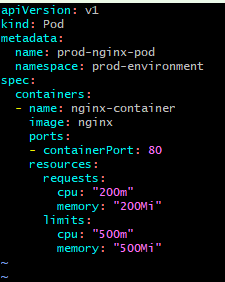 apiVersion: v1
kind: Pod
metadata:
  name: prod-nginx-pod
  namespace: prod-environment
spec:
  containers:
  - name: nginx-container
    image: nginx
    ports:
    - containerPort: 80
    resources:
      requests:
        cpu: "200m"
        memory: "200Mi"
      limits:
        cpu: "500m"
        memory: "500Mi"
~
~